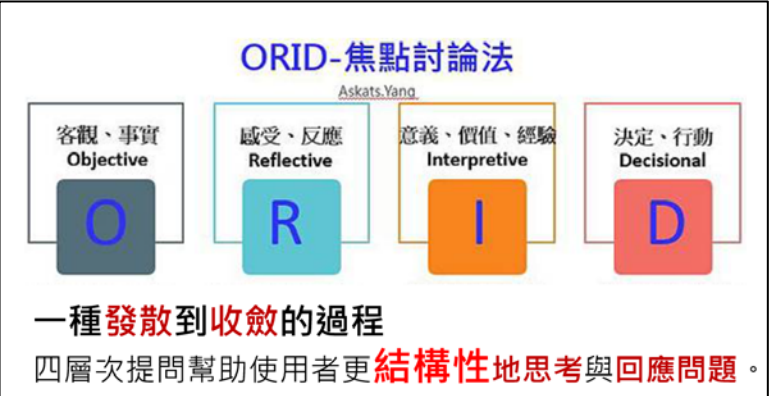 ORID-焦點討論法
Askats.Yang
客觀、事實
Objective
O
感受、反應
Reflective
R
意義、價值、經驗
Interpretive
I
決定、行動
Decisional
D
一種發散到收斂的過程
四層次提問幫助使用者更結構性地思考與回應問題。